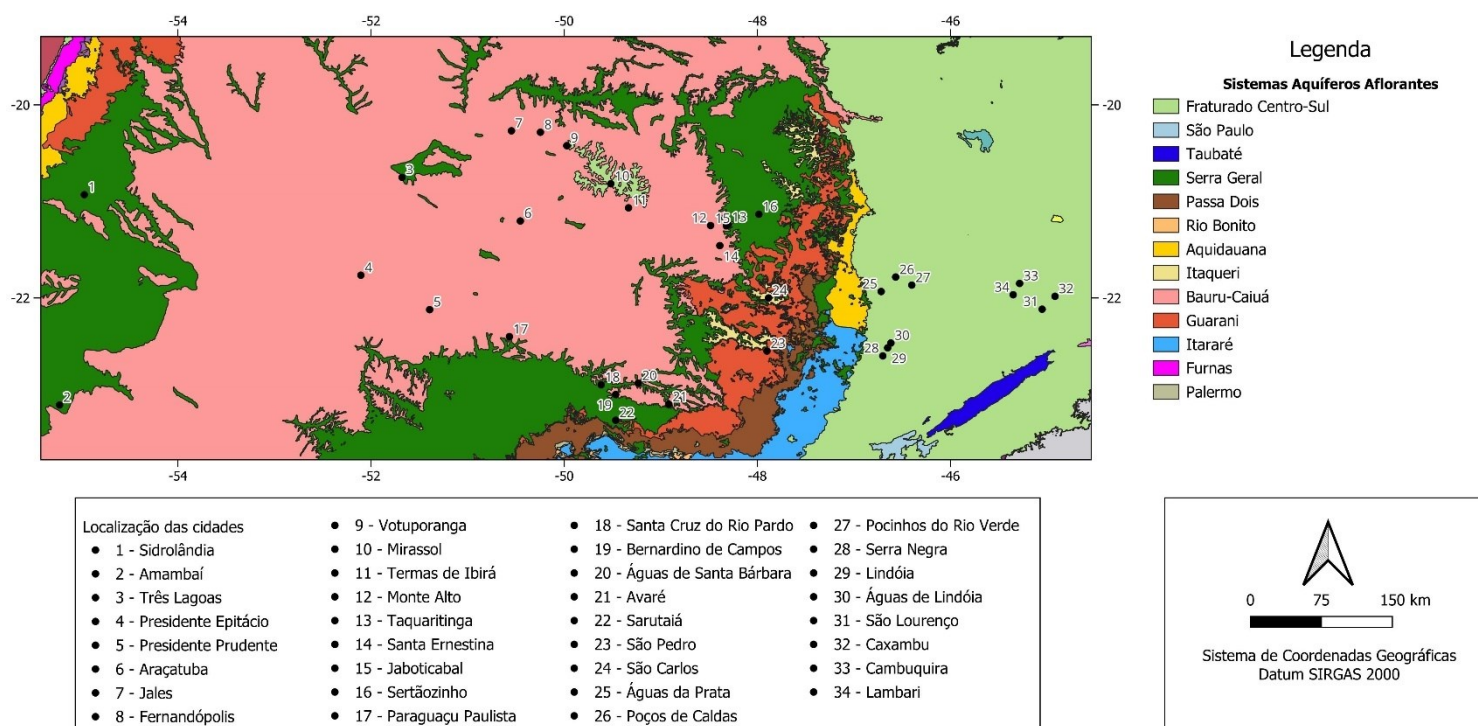 -54 -52 -50 -48 -46
-20 -20
-22 -22
-54 -52 -50 -48 -46
7
8
9
3
1
10
11
6
12 15 13
16
14
4
5
24
25
26
27
33
34
32
31
17
23
30
28
29
18
20
19
21
22
2
Legenda
Sistemas Aquíferos Aflorantes
Fraturado Centro-Sul
São Paulo
Taubaté
Serra Geral
Passa Dois
Rio Bonito
Aquidauana
Itaqueri
Bauru-Caiuá
Guarani
Itararé
Furnas
Palermo
Localização das cidades
1 - Sidrolândia
2 - Amambaí
3 - Três Lagoas
4 - Presidente Epitácio
5 - Presidente Prudente
6 - Araçatuba
7 - Jales
8 - Fernandópolis
9 - Votuporanga
10 - Mirassol
11 - Termas de Ibirá
12 - Monte Alto
13 - Taquaritinga
14 - Santa Ernestina
15 - Jaboticabal
16 - Sertãozinho
17 - Paraguaçu Paulista
18 - Santa Cruz do Rio Pardo
19 - Bernardino de Campos
20 - Águas de Santa Bárbara
21 - Avaré
22 - Sarutaiá
23 - São Pedro
24 - São Carlos
25 - Águas da Prata
26 - Poços de Caldas
27 - Pocinhos do Rio Verde
28 - Serra Negra
29 - Lindóia
30 - Águas de Lindóia
31 - São Lourenço
32 - Caxambu
33 - Cambuquira
34 - Lambari
0 75 150 km
Sistema de Coordenadas Geográficas
Datum SIRGAS 2000